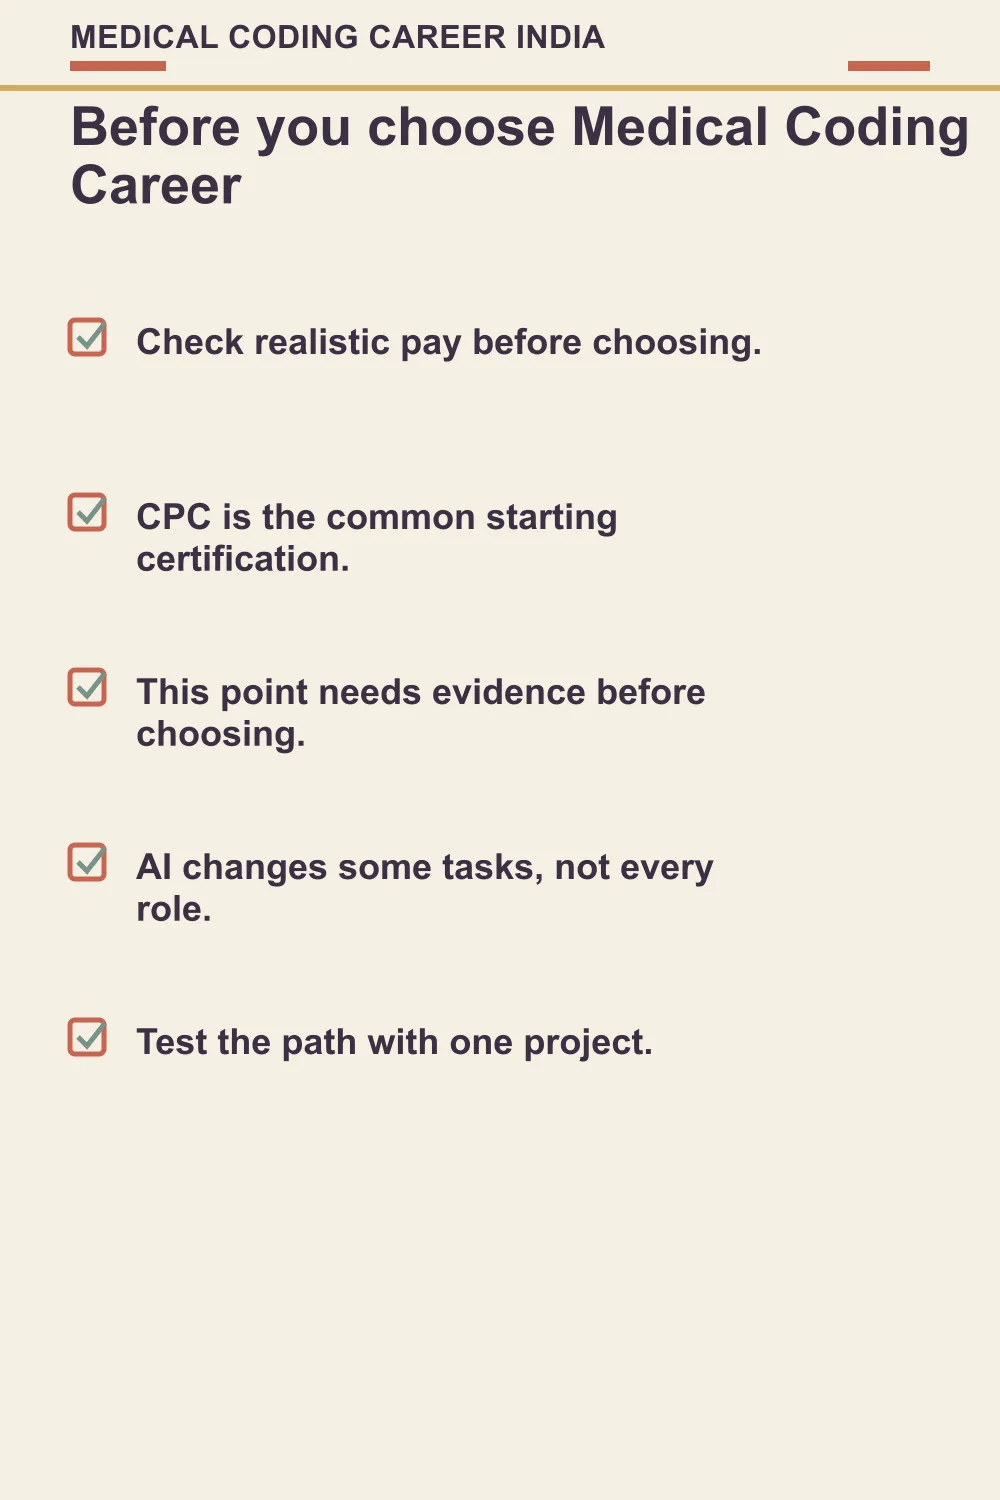 MEDICAL CODING CAREER INDIA
Before you choose Medical Coding
Career
Check realistic pay before choosing.
CPC is the common starting
certification.
This point needs evidence before
choosing.
AI changes some tasks, not every
role.
Test the path with one project.